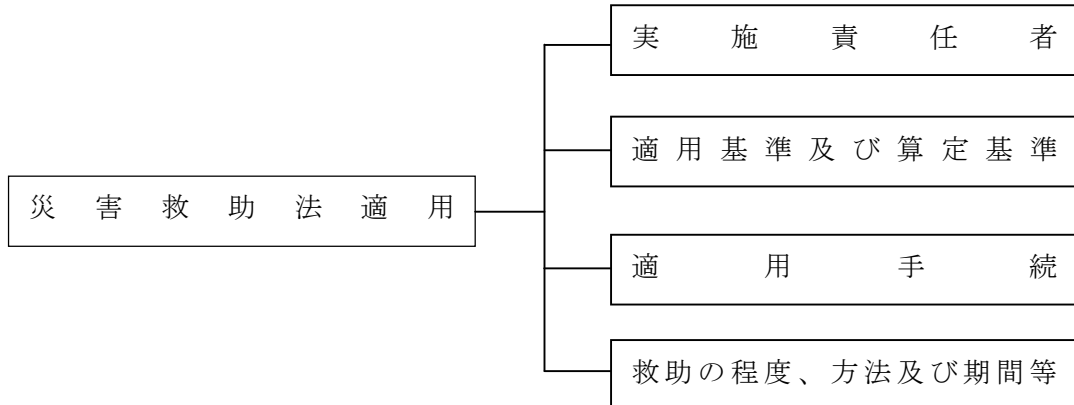 災害救助法適用
実施責任者
適用基準及び算定基準
適用手続
救助の程度、方法及び期間等